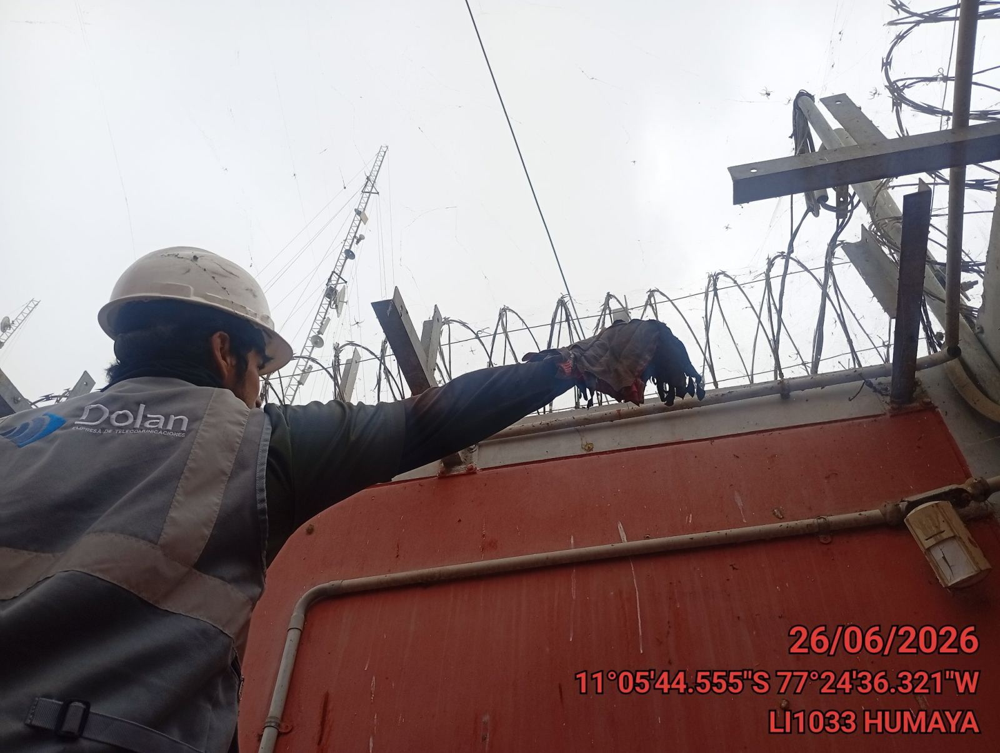 Dolan
EMPRESA DE TELECOMUNICACIONES
26/06/2026
11°05'44.555"S 77°24'36.321"W
LI1033 HUMAYA